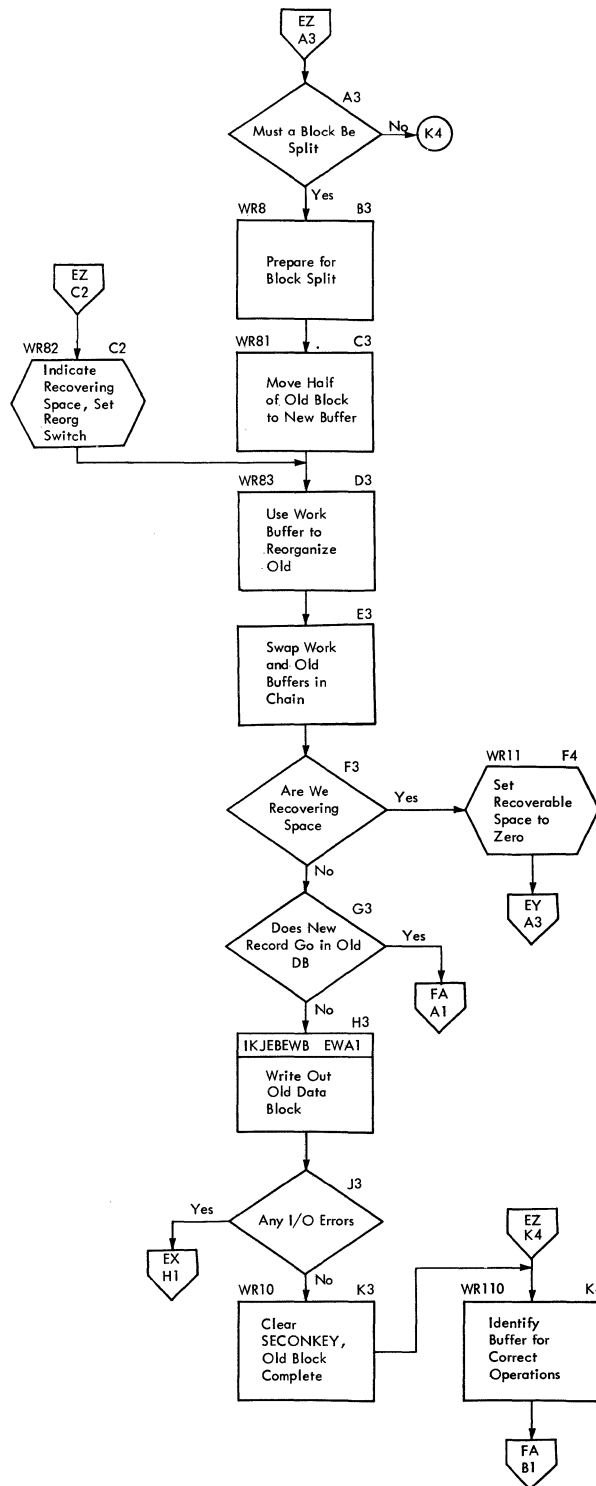 EZ
A3
A3
Must a Block Be
Split
No
K4
Yes
WR8 B3
Prepare for
Block Split
EZ
C2
WR82 C2
Indicate
Recovering
Space, Set
Reorg
Switch
WR81 C3
Move Half
of Old Block
to New Buffer
WR83 D3
Use Work
Buffer to
Reorganize
Old
E3
Swap Work
and Old
Buffers in
Chain
F3
Are We
Recovering
Space
Yes
WR11 F4
Set
Recoverable
Space to
Zero
EY
A3
No
G3
Does New
Record Go in Old
DB
Yes
FA
A1
No
H3
IKJEBEWB EWA1
Write Out
Old Data
Block
J3
Any I/O Errors
Yes
EX
H1
No
WR10 K3
Clear
SECONKEY,
Old Block
Complete
EZ
K4
WR110
Identify
Buffer for
Correct
Operations
FA
B1